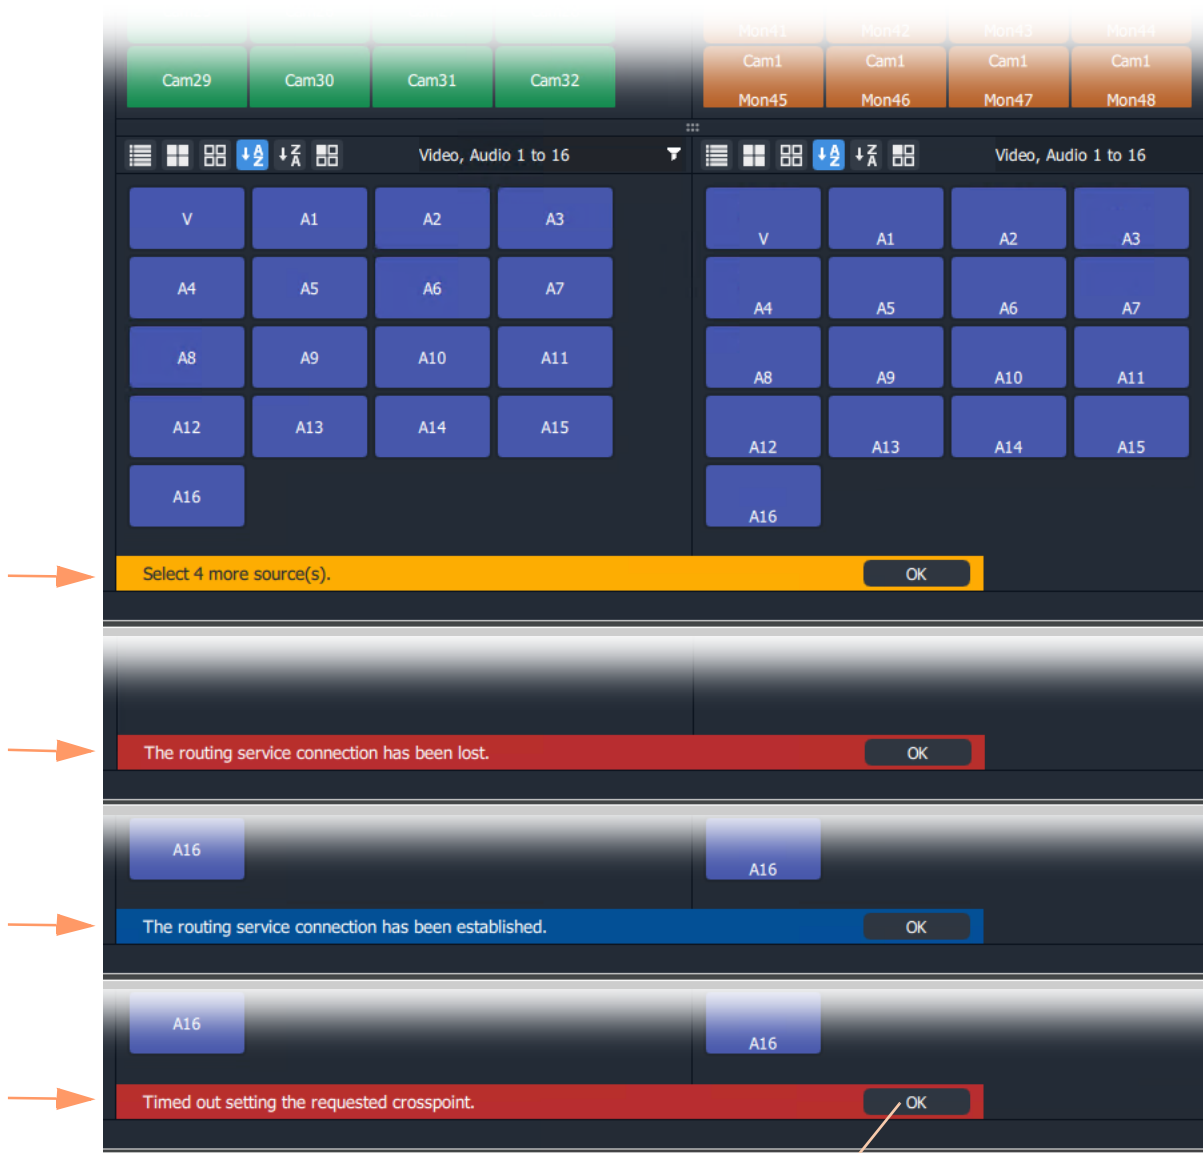 Mon41 Mon42 Mon43 Mon44
Cam29 Cam30 Cam31 Cam32
Cam1 Cam1 Cam1 Cam1
Mon45 Mon46 Mon47 Mon48
A Z Z A Video, Audio 1 to 16
A Z Z A Video, Audio 1 to 16
V A1 A2 A3
A4 A5 A6 A7
A8 A9 A10 A11
A12 A13 A14 A15
A16
V A1 A2 A3
A4 A5 A6 A7
A8 A9 A10 A11
A12 A13 A14 A15
A16
Select 4 more source(s). OK
The routing service connection has been lost. OK
A16 A16
The routing service connection has been established. OK
A16 A16
Timed out setting the requested crosspoint. OK